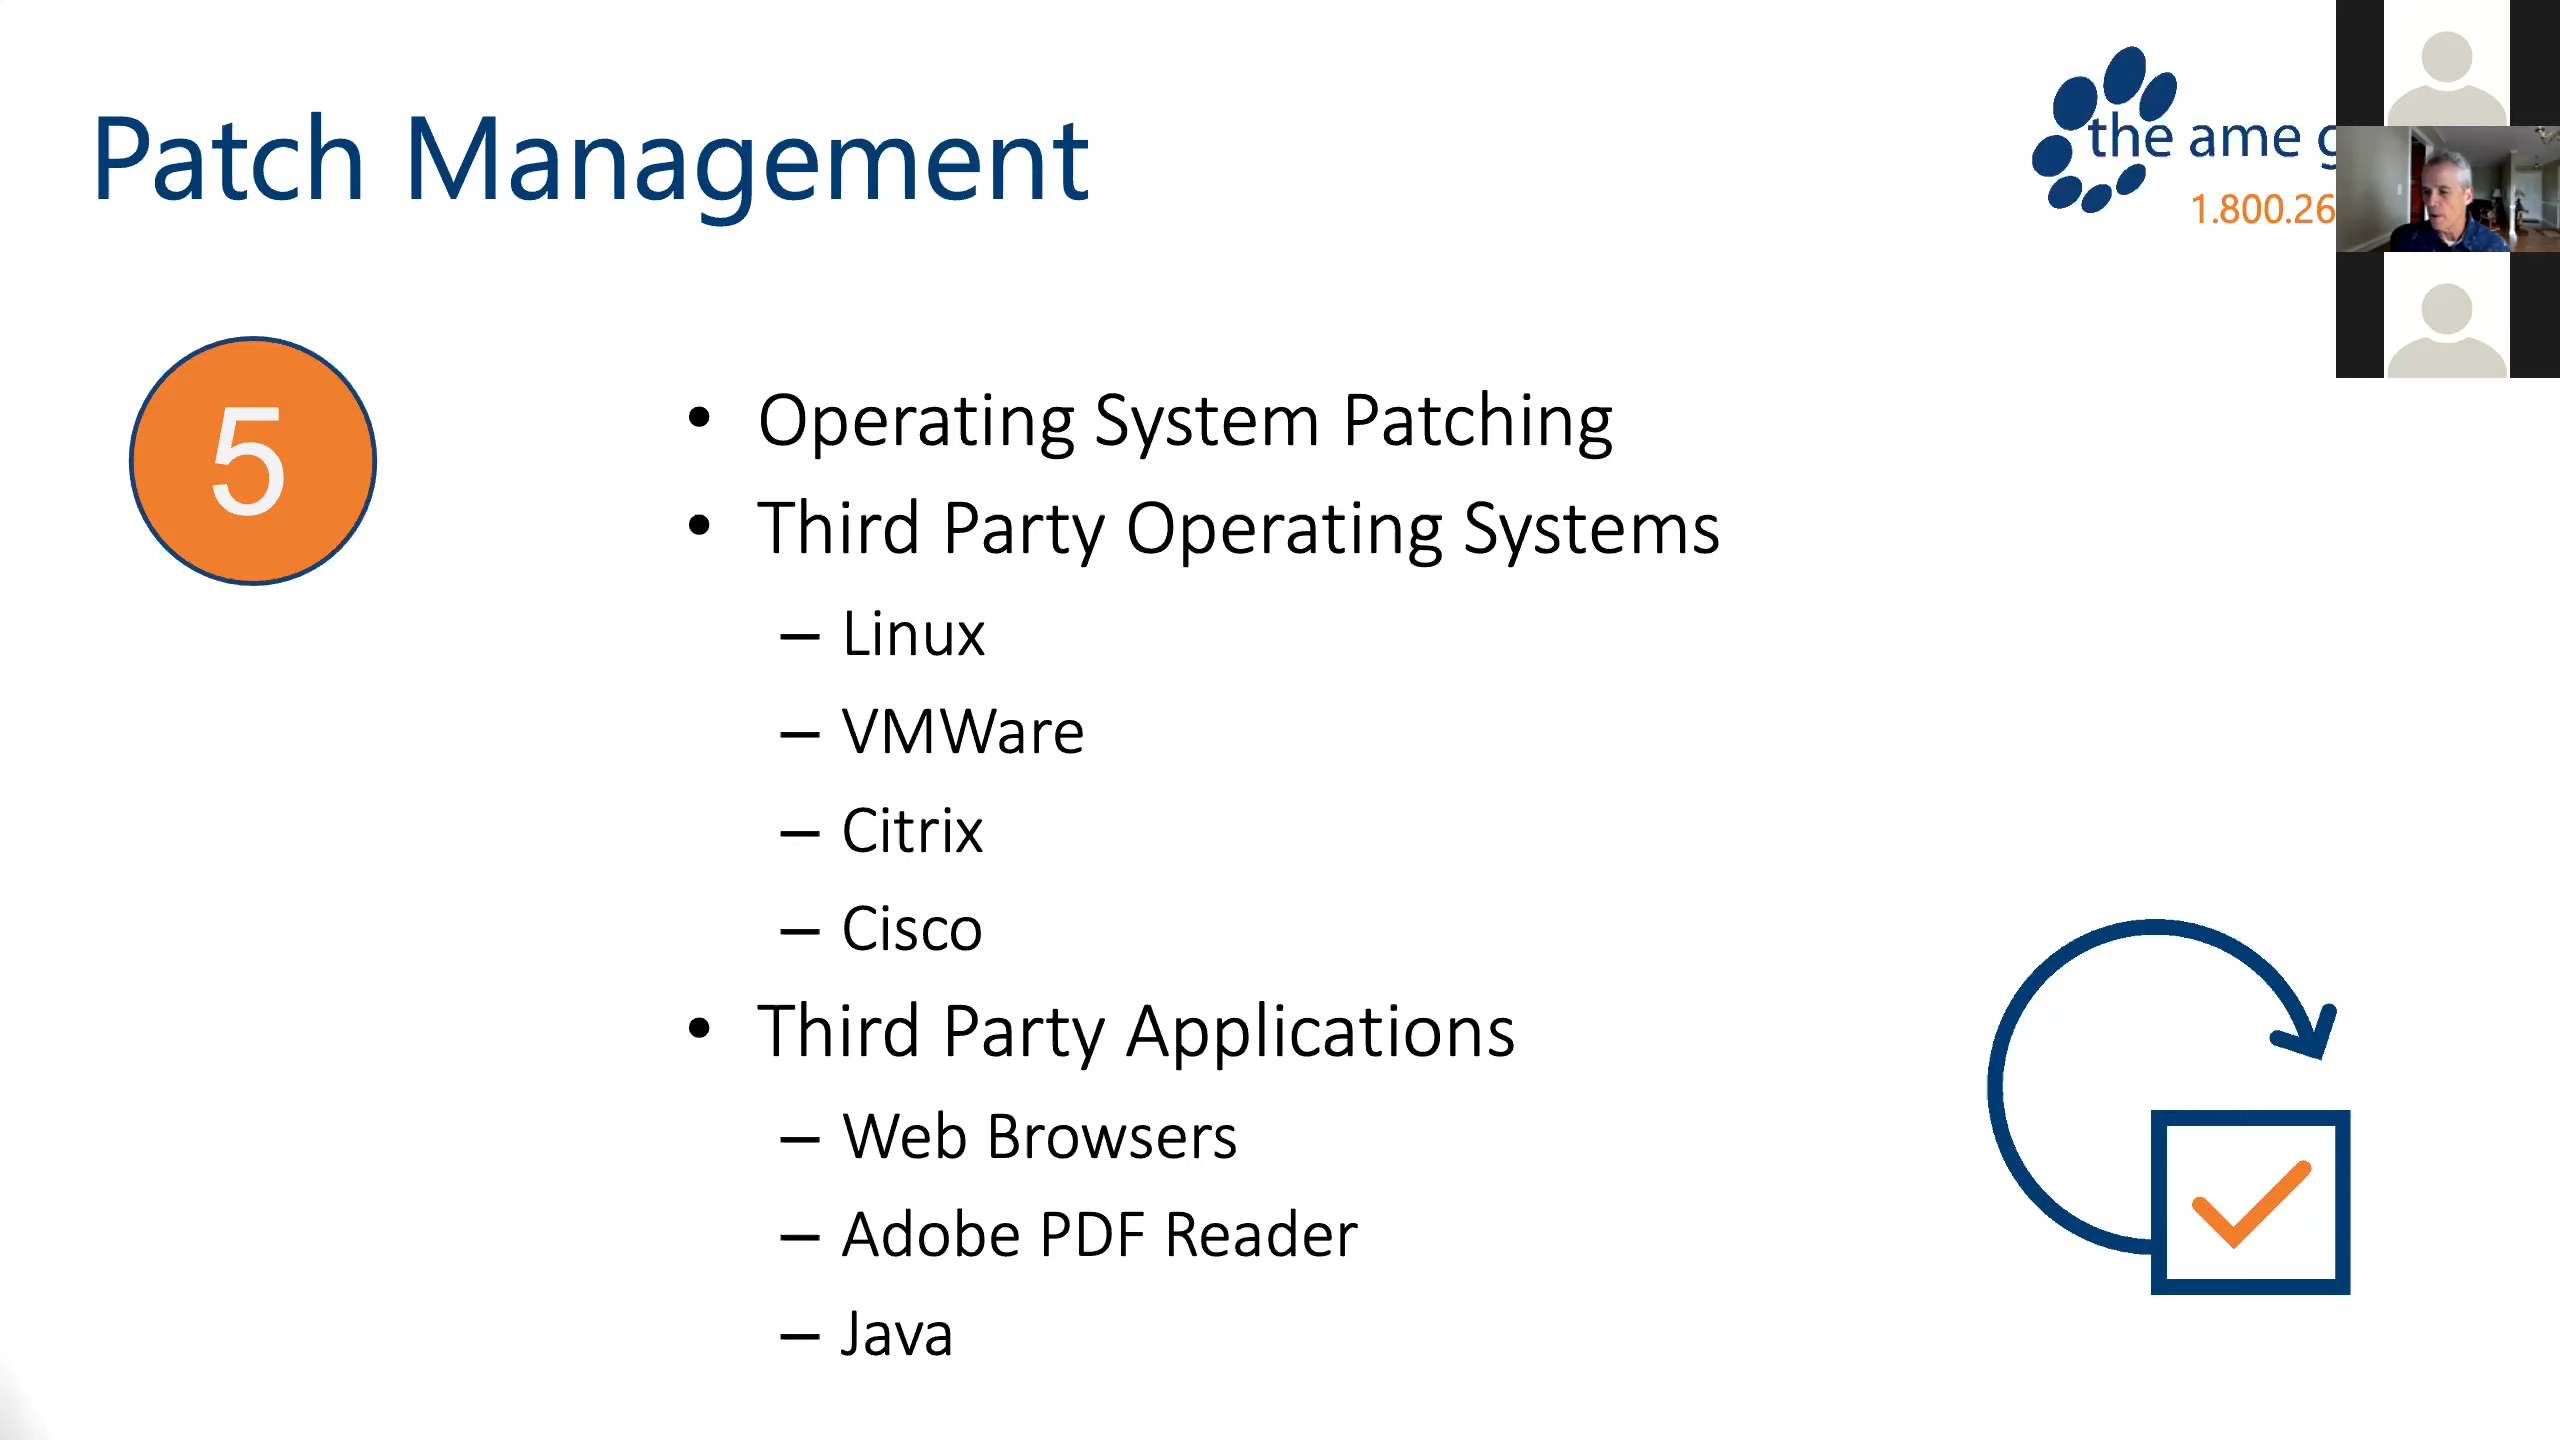 Patch Management
the ame
1.800.26
5
• Operating System Patching
• Third Party Operating Systems
– Linux
– VMWare
– Citrix
– Cisco
• Third Party Applications
– Web Browsers
– Adobe PDF Reader
– Java